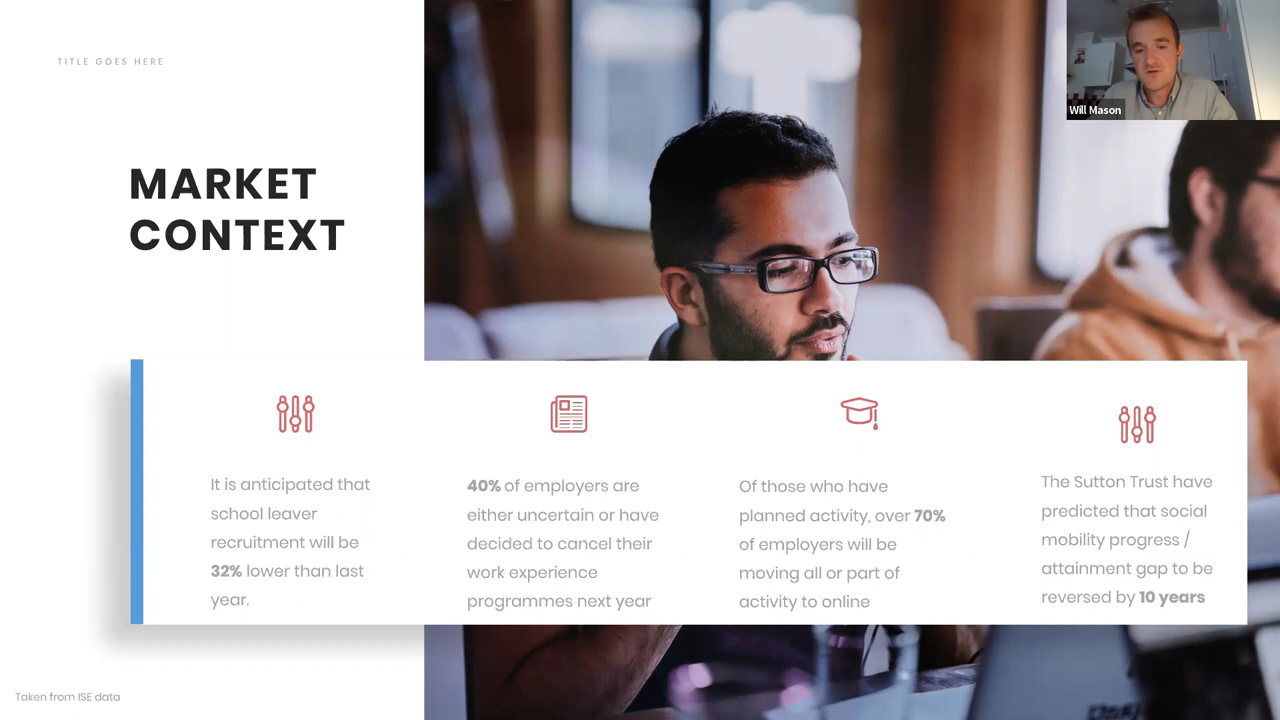 TITLE GOES HERE
Will Mason
MARKET
CONTEXT
It is anticipated that
school leaver
recruitment will be
32% lower than last
year.
40% of employers are
either uncertain or have
decided to cancel their
work experience
programmes next year
Of those who have
planned activity, over 70%
of employers will be
moving all or part of
activity to online
The Sutton Trust have
predicted that social
mobility progress /
attainment gap to be
reversed by 10 years
Taken from ISE data